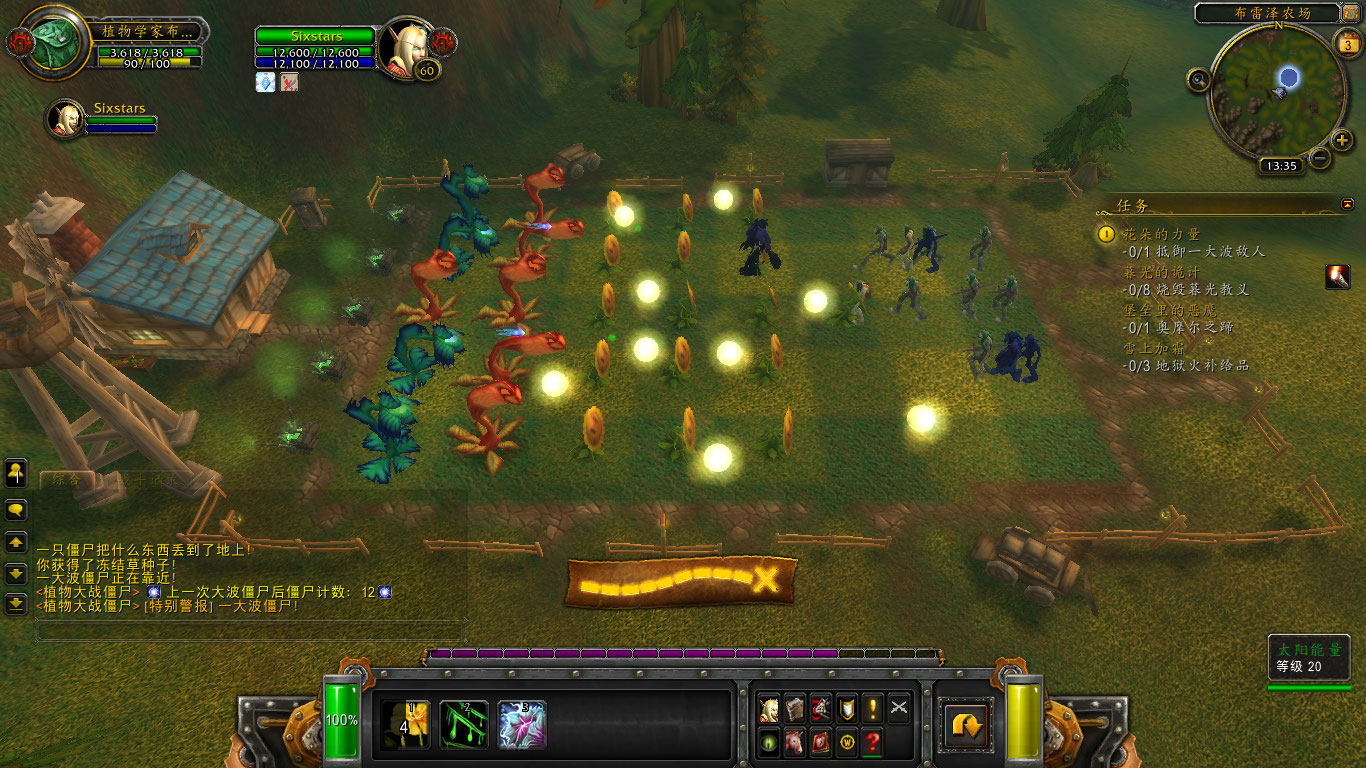 植物学家布...
3,618 / 3,618
90 / 100
Sixstars
12,600 / 12,600
12,100 / 12,100
60
Sixstars
布雷泽农场
N
3
13:35
任务
花朵的力量
-0/1 抵御一大波敌人
暮光的诡计
-0/8 烧毁暮光教义
堡垒里的恶魔
-0/1 奥摩尔之蹄
雪上加霜
-0/3 地狱火补给品
综合
一只僵尸把什么东西丢到了地上!
你获得了冻结草种子!
一大波僵尸正在靠近!
<植物大战僵尸> 上一次大波僵尸后僵尸计数: 12
<植物大战僵尸> [特别警报] 一大波僵尸!
太阳能量
等级 20
100%
1
4
2
3